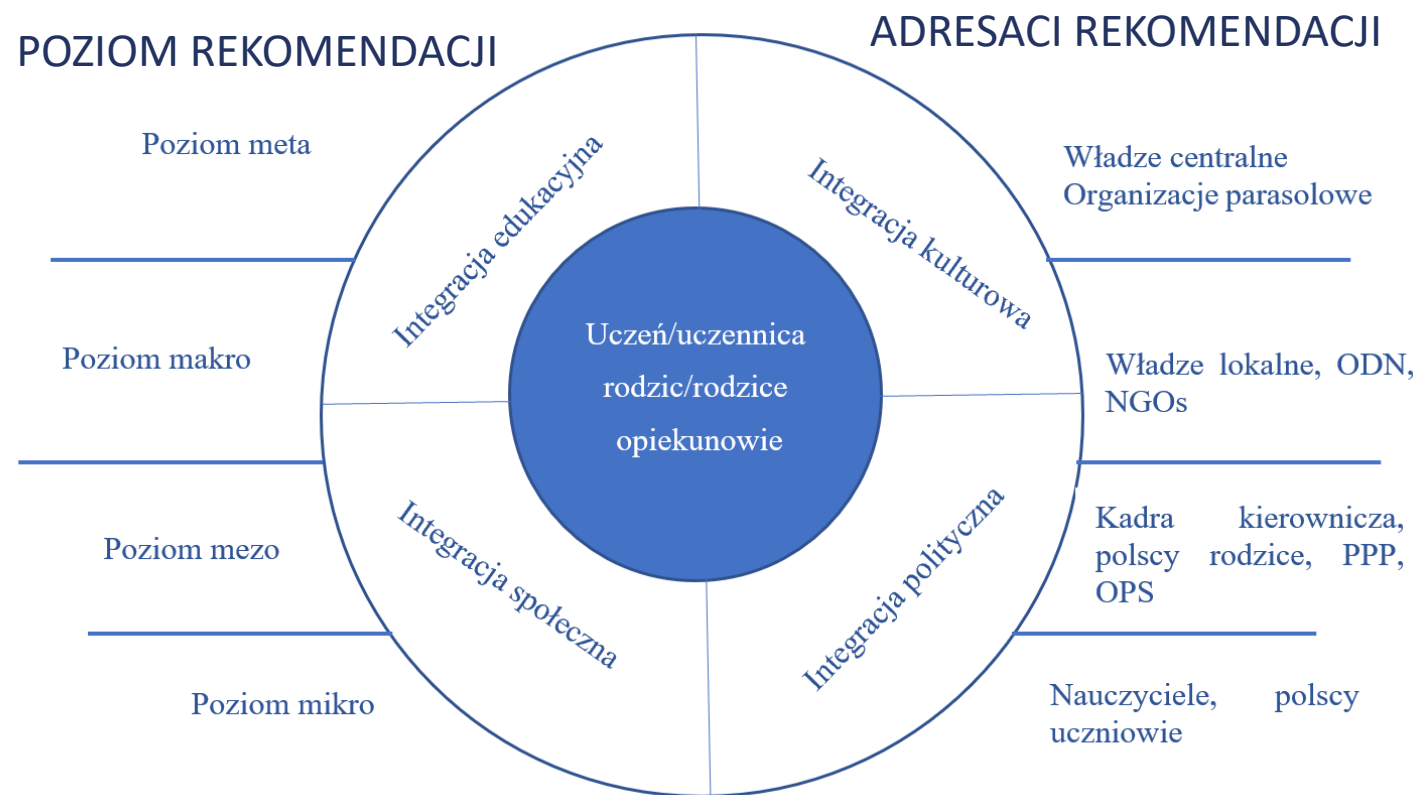 POZIOM REKOMENDACJI
ADRESACI REKOMENDACJI
Poziom meta
Poziom makro
Poziom mezo
Poziom mikro
Integracja edukacyjna
Integracja kulturowa
Uczeń/uczennica
rodzic/rodzice
opiekunowie
Integracja społeczna
Integracja polityczna
Władze centralne
Organizacje parasolowe
Władze lokalne, ODN,
NGOs
Kadra kierownicza,
polscy rodzice, PPP,
OPS
Nauczyciele, polscy
uczniowie